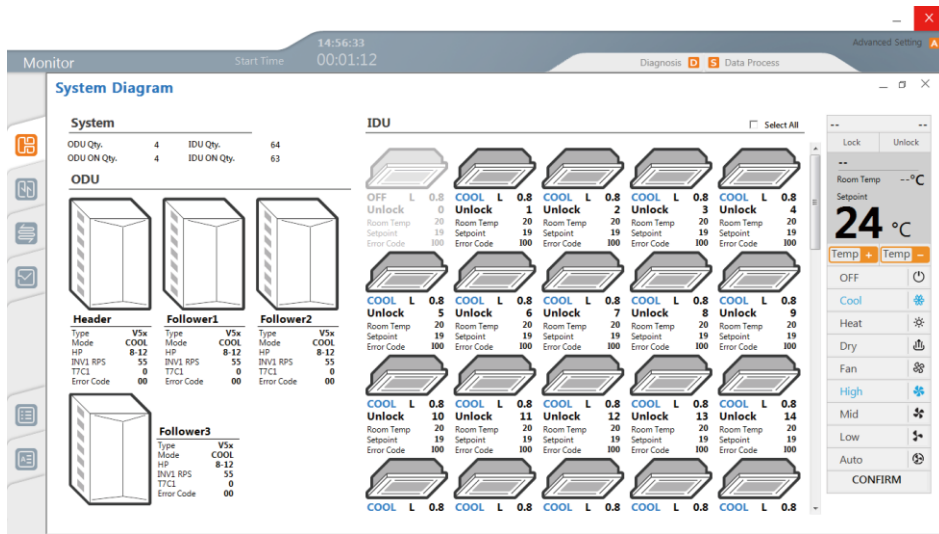 14:56:33
Monitor
Start Time 00:01:12
Advanced Setting A
Diagnosis D S Data Process
System Diagram
System
ODU Qty. 4 IDU Qty. 64
ODU ON Qty. 4 IDU ON Qty. 63
ODU
Header
Type V5x
Mode COOL
HP 8-12
INV1 RPS 55
T7C1 0
Error Code 00
Follower1
Type V5x
Mode COOL
HP 8-12
INV1 RPS 55
T7C1 0
Error Code 00
Follower2
Type V5x
Mode COOL
HP 8-12
INV1 RPS 55
T7C1 0
Error Code 00
Follower3
Type V5x
Mode COOL
HP 8-12
INV1 RPS 55
T7C1 0
Error Code 00
IDU
Select All
OFF L 0.8 COOL L 0.8 COOL L 0.8 COOL L 0.8 COOL L 0.8
Unlock 0 Unlock 1 Unlock 2 Unlock 3 Unlock 4
Room Temp 20 Room Temp 20 Room Temp 20 Room Temp 20 Room Temp 20
Setpoint 19 Setpoint 19 Setpoint 19 Setpoint 19 Setpoint 19
Error Code 100 Error Code 100 Error Code 100 Error Code 100 Error Code 100
COOL L 0.8 COOL L 0.8 COOL L 0.8 COOL L 0.8 COOL L 0.8
Unlock 5 Unlock 6 Unlock 7 Unlock 8 Unlock 9
Room Temp 20 Room Temp 20 Room Temp 20 Room Temp 20 Room Temp 20
Setpoint 19 Setpoint 19 Setpoint 19 Setpoint 19 Setpoint 19
Error Code 100 Error Code 100 Error Code 100 Error Code 100 Error Code 100
COOL L 0.8 COOL L 0.8 COOL L 0.8 COOL L 0.8 COOL L 0.8
Unlock 10 Unlock 11 Unlock 12 Unlock 13 Unlock 14
Room Temp 20 Room Temp 20 Room Temp 20 Room Temp 20 Room Temp 20
Setpoint 19 Setpoint 19 Setpoint 19 Setpoint 19 Setpoint 19
Error Code 100 Error Code 100 Error Code 100 Error Code 100 Error Code 100
COOL L 0.8 COOL L 0.8 COOL L 0.8 COOL L 0.8 COOL L 0.8
-- --
Lock Unlock
--
Room Temp --°C
Setpoint
24 °C
Temp + Temp −
OFF
Cool
Heat
Dry
Fan
High
Mid
Low
Auto
CONFIRM